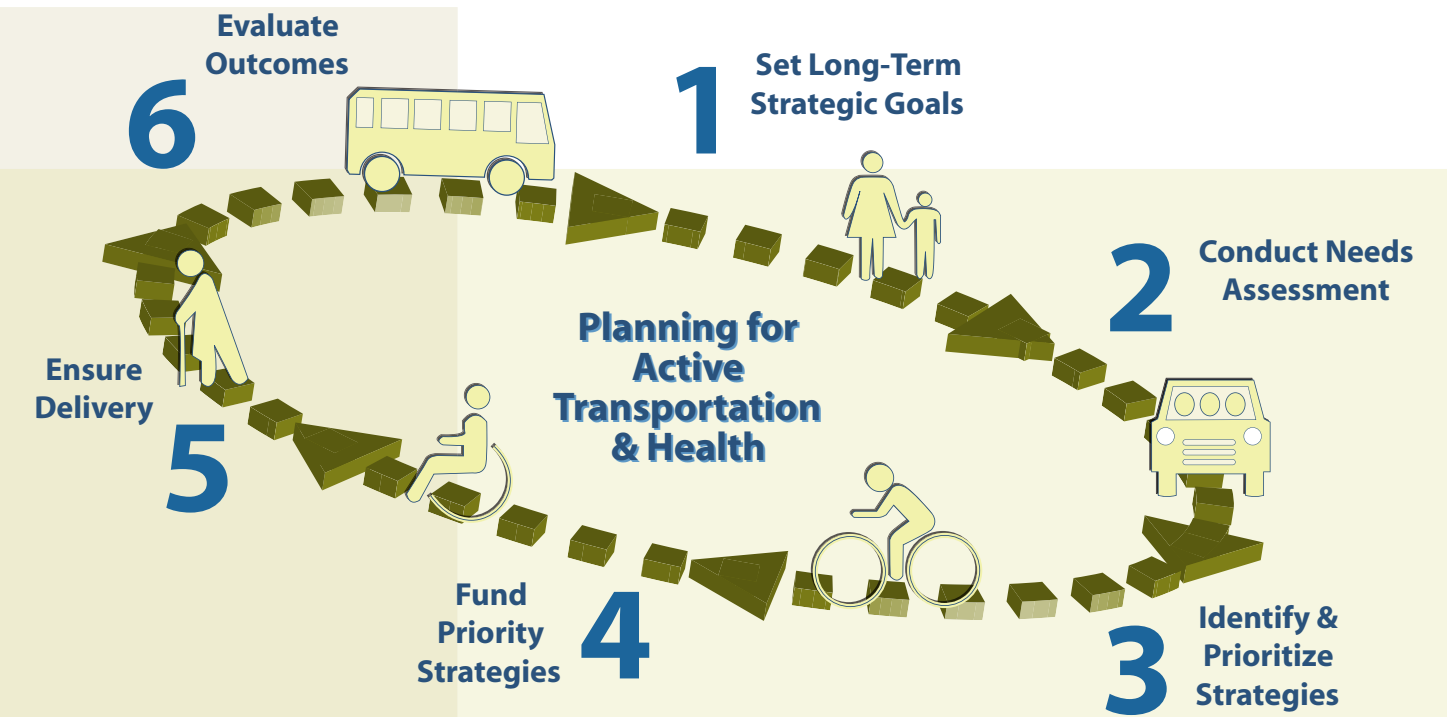 Planning for
Active
Transportation
& Health
1
Set Long-Term
Strategic Goals
2
Conduct Needs
Assessment
3
Identify &
Prioritize
Strategies
4
Fund
Priority
Strategies
5
Ensure
Delivery
6
Evaluate
Outcomes